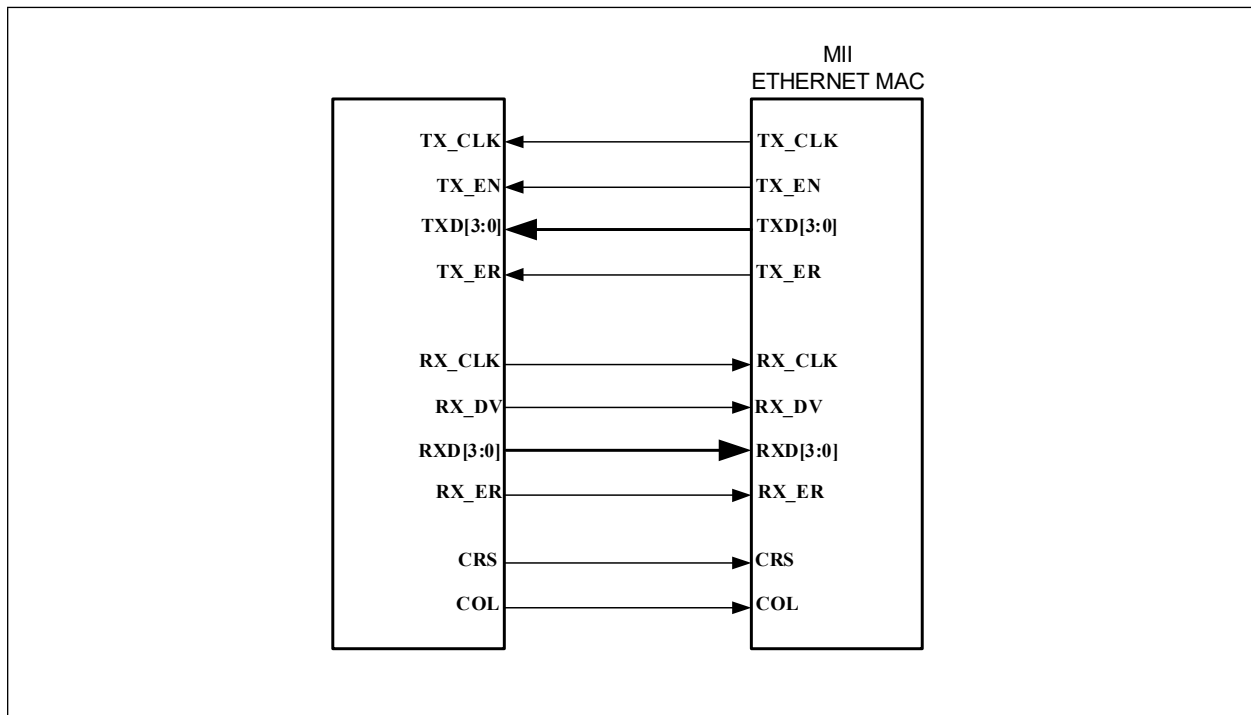 MII
ETHERNET MAC
TX_CLK TX_CLK
TX_EN TX_EN
TXD[3:0] TXD[3:0]
TX_ER TX_ER
RX_CLK RX_CLK
RX_DV RX_DV
RXD[3:0] RXD[3:0]
RX_ER RX_ER
CRS CRS
COL COL